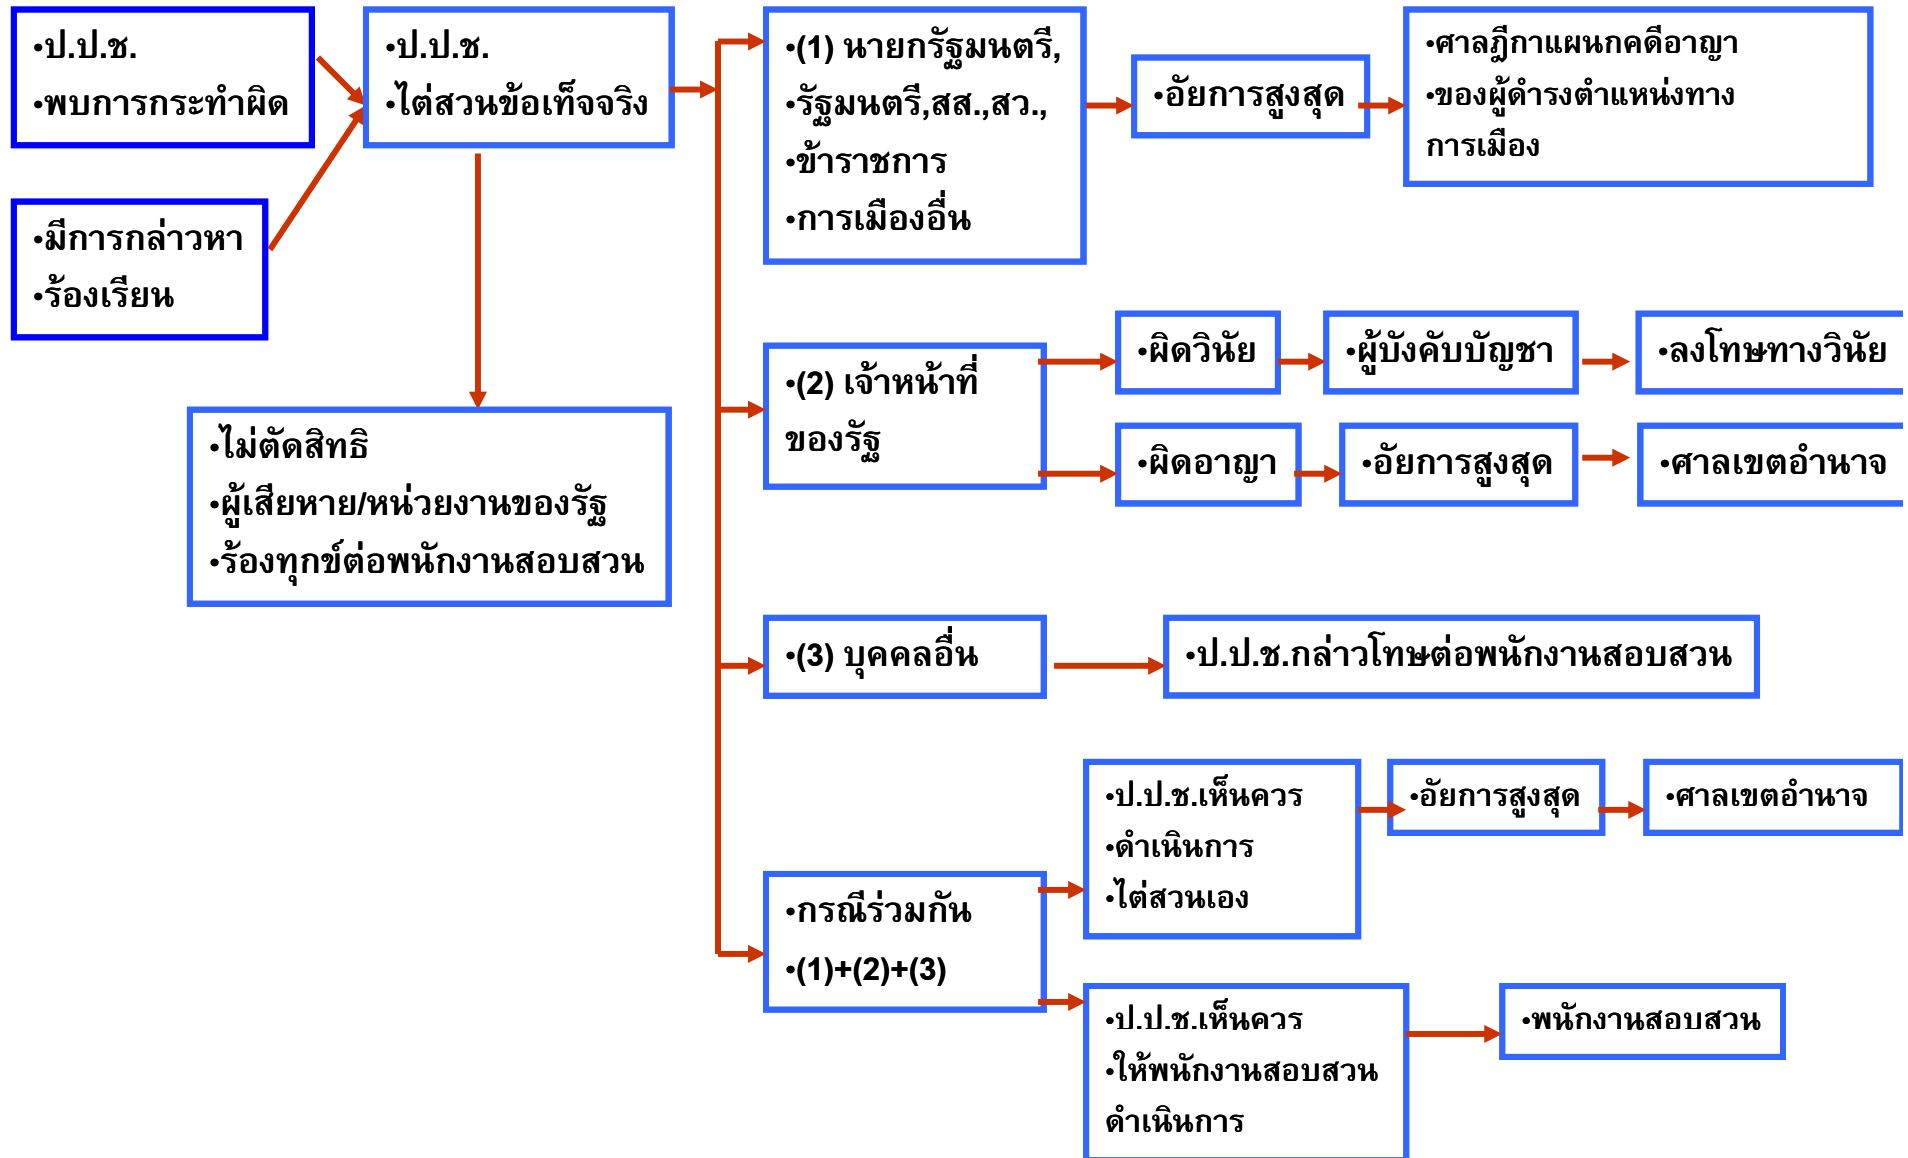 •ป.ป.ช.
•พบการกระทำผิด
•มีการกล่าวหา
•ร้องเรียน
•ป.ป.ช.
•ไต่สวนข้อเท็จจริง
•ไม่ตัดสิทธิ
•ผู้เสียหาย/หน่วยงานของรัฐ
•ร้องทุกข์ต่อพนักงานสอบสวน
•(1) นายกรัฐมนตรี,
•รัฐมนตรี,สส.,สว.,
•ข้าราชการ
•การเมืองอื่น
•อัยการสูงสุด
•ศาลฎีกาแผนกคดีอาญา
•ของผู้ดำรงตำแหน่งทาง
การเมือง
•(2) เจ้าหน้าที่
ของรัฐ
•ผิดวินัย
•ผู้บังคับบัญชา
•ลงโทษทางวินัย
•ผิดอาญา
•อัยการสูงสุด
•ศาลเขตอำนาจ
•(3) บุคคลอื่น
•ป.ป.ช.กล่าวโทษต่อพนักงานสอบสวน
•กรณีร่วมกัน
•(1)+(2)+(3)
•ป.ป.ช.เห็นควร
•ดำเนินการ
•ไต่สวนเอง
•อัยการสูงสุด
•ศาลเขตอำนาจ
•ป.ป.ช.เห็นควร
•ให้พนักงานสอบสวน
ดำเนินการ
•พนักงานสอบสวน